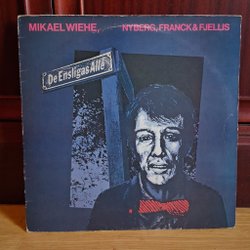 MIKAEL WIEHE, NYBERG, FRANCK & FJELLIS
De Ensligas Allé